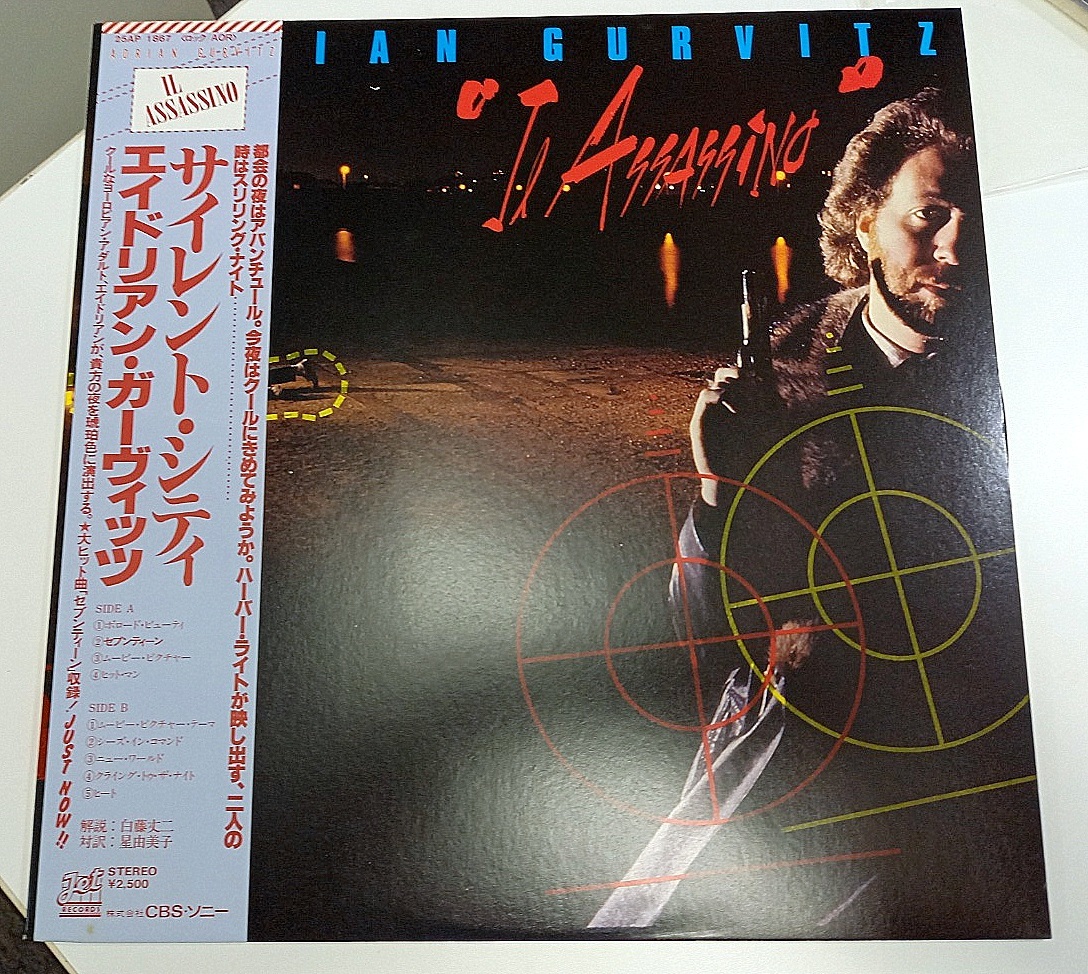 25AP 1867 〈ロック/AOR〉
ADRIAN GURVITZ
IL
ASSASSINO
IAN GURVITZ
"Il Assassino"
都会の夜はアバンチュール。今夜はクールにきめてみようか。ハーバー・ライトが映し出す、二人の
時はスリリング・ナイト
サイレント・シティ
エイドリアン・ガーヴィッツ
クールなヨーロピアン・アダルト、エイドリアンが、貴方の夜を琥珀色に演出する。★大ヒット曲「セブンティーン」収録! JUST NOW!!
SIDE A
①ボロード・ビューティ
②セブンティーン
③ムービー・ピクチャー
④ヒット・マン
SIDE B
①ムービー・ピクチャー・テーマ
②シーズ・イン・コマンド
③ニュー・ワールド
④クライング・トゥ・ザ・ナイト
⑤ヒート
解説:白藤丈二
対訳:星由美子
Jet
RECORDS
STEREO
¥2,500
株式会社CBS・ソニー